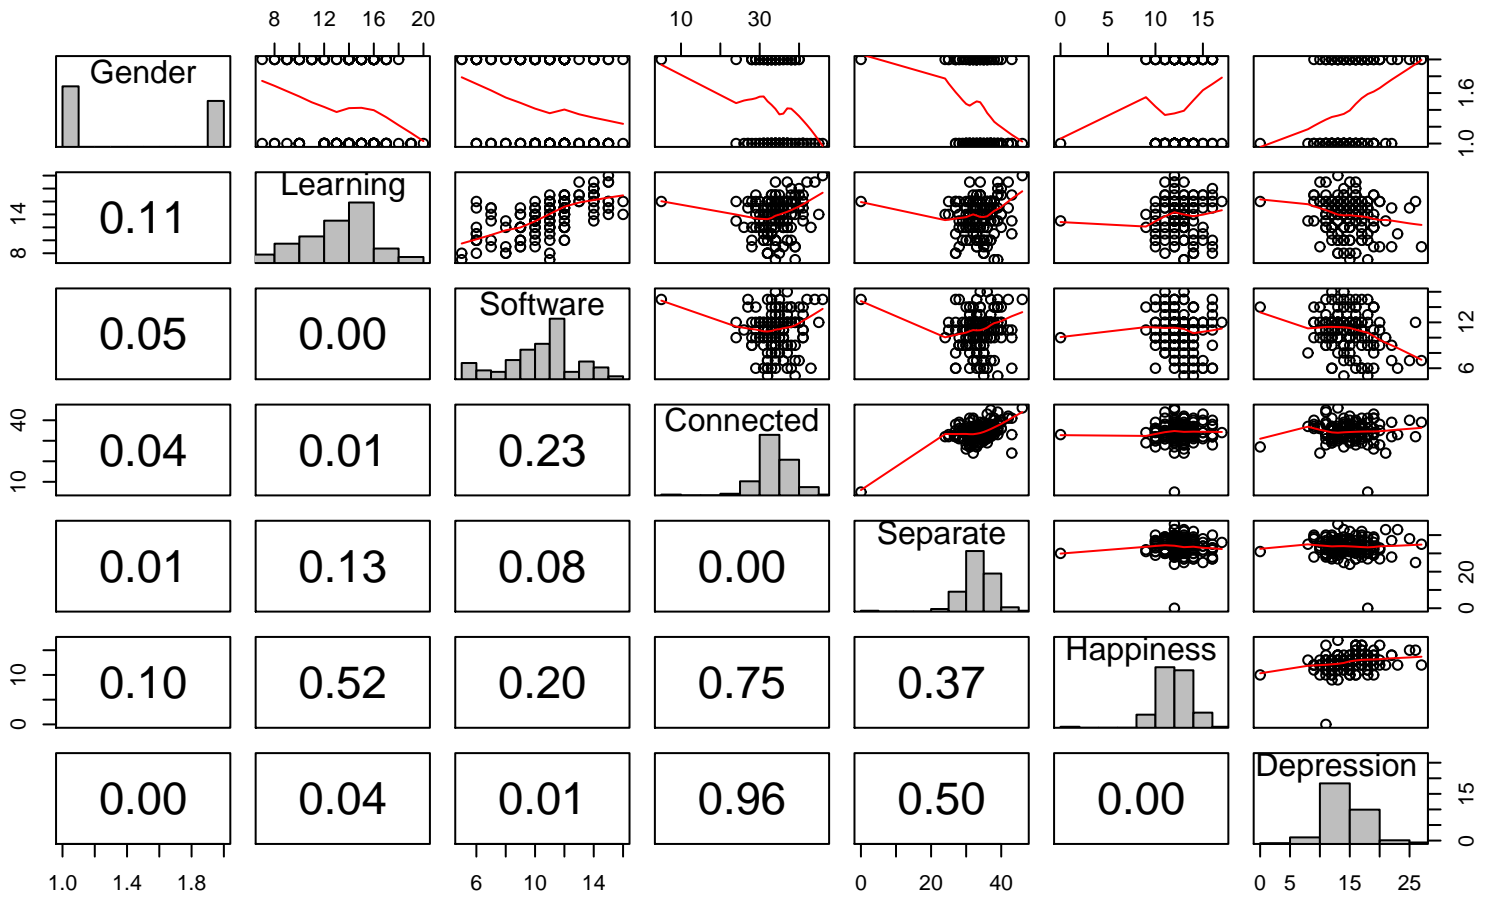 8 12 16 20 10 30 0 5 10 15
Gender 1.0 1.6
8 14 0.11 Learning
0.05 0.00 Software 6 12
10 40 0.04 0.01 0.23 Connected
0.01 0.13 0.08 0.00 Separate 0 20
0 10 0.10 0.52 0.20 0.75 0.37 Happiness
0.00 0.04 0.01 0.96 0.50 0.00 Depression 0 15
1.0 1.4 1.8 6 10 14 0 20 40 0 5 15 25